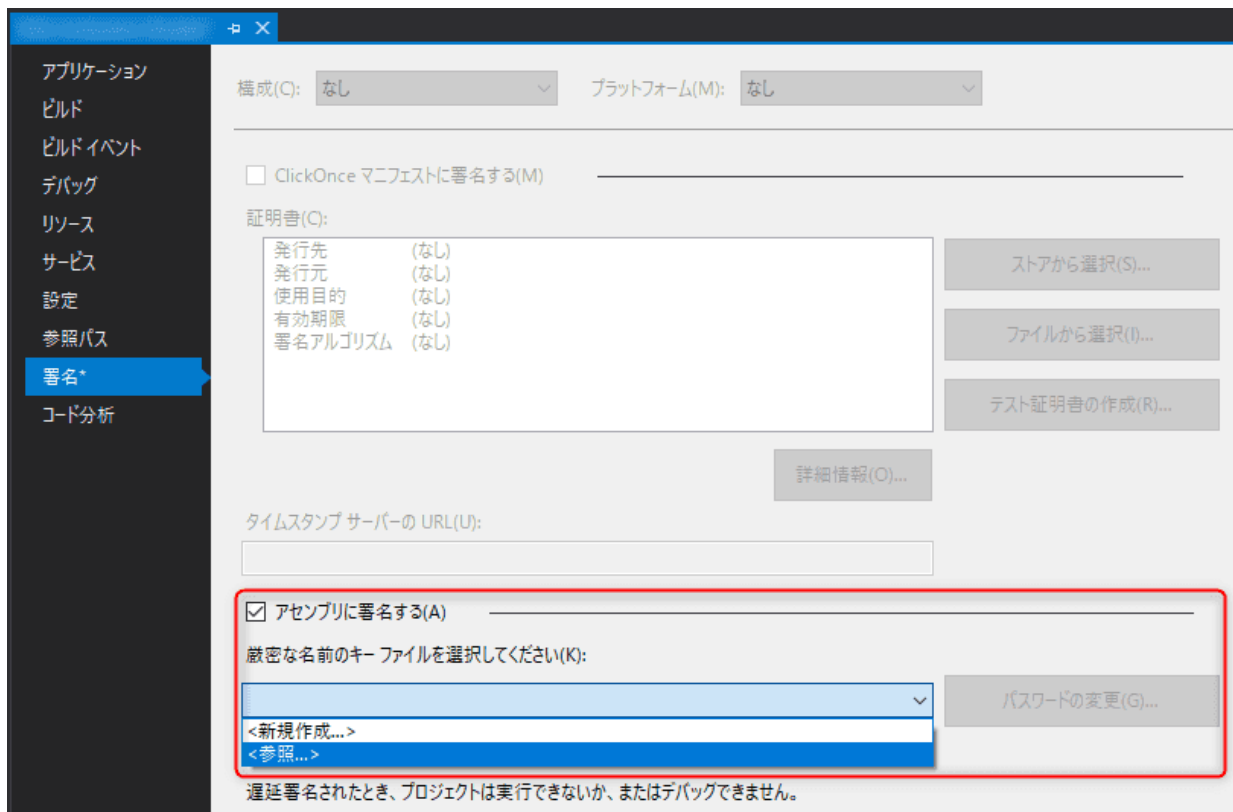 アプリケーション
ビルド
ビルド イベント
デバッグ
リソース
サービス
設定
参照パス
署名*
コード分析
構成(C): なし プラットフォーム(M): なし
ClickOnce マニフェストに署名する(M)
証明書(C):
発行先 (なし)
発行元 (なし)
使用目的 (なし)
有効期限 (なし)
署名アルゴリズム (なし)
ストアから選択(S)...
ファイルから選択(I)...
テスト証明書の作成(R)...
詳細情報(O)...
タイムスタンプ サーバーの URL(U):
アセンブリに署名する(A)
厳密な名前のキー ファイルを選択してください(K):
パスワードの変更(G)...
<新規作成...>
<参照...>
遅延署名されたとき、プロジェクトは実行できないか、またはデバッグできません。